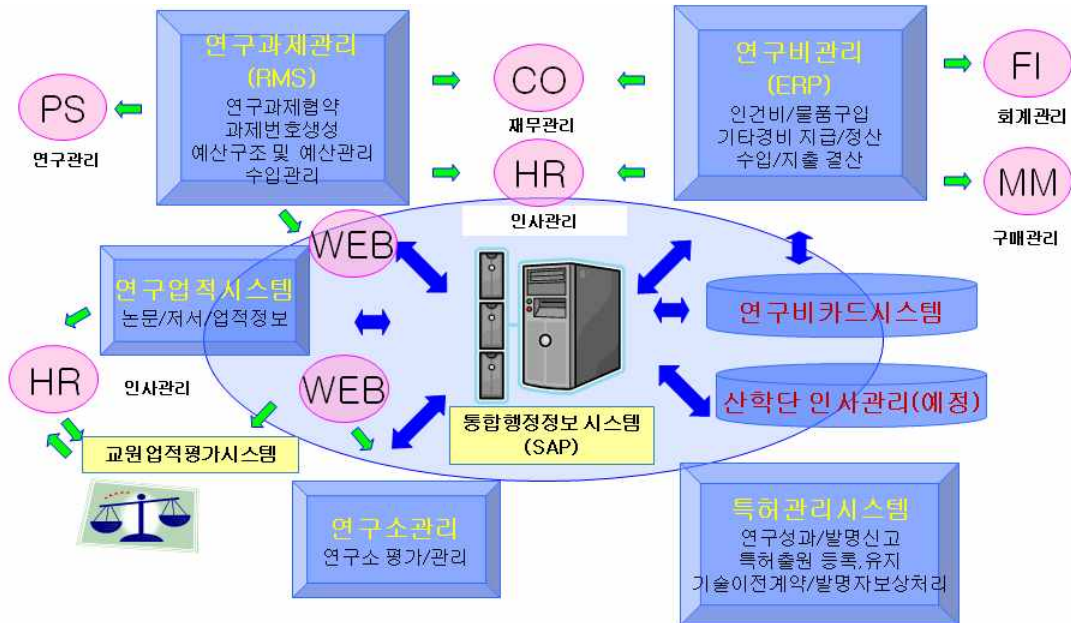 연구과제관리
(RMS)
연구과제협약
과제번호생성
예산구조 및 예산관리
수입관리
PS
연구관리
CO
재무관리
HR
인사관리
연구비관리
(ERP)
인건비/물품구입
기타경비 지급/정산
수입/지출 결산
FI
회계관리
MM
구매관리
WEB
연구업적시스템
논문/저서/업적정보
HR
인사관리
WEB
교원업적평가시스템
통합행정정보 시스템
(SAP)
연구비카드시스템
산학단 인사관리(예정)
연구소관리
연구소 평가/관리
특허관리시스템
연구성과/발명신고
특허출원 등록,유지
기술이전계약/발명자보상처리